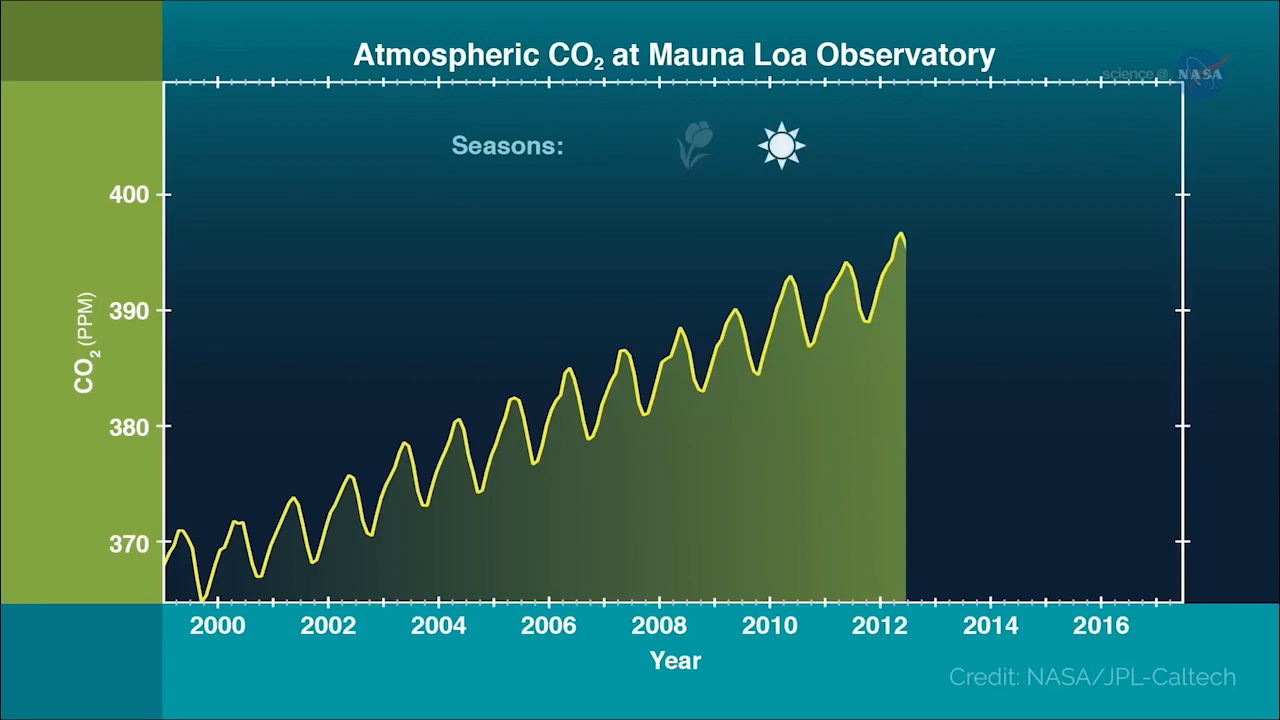 Atmospheric CO₂ at Mauna Loa Observatory
science@ NASA
Seasons:
400
390
380
370
CO₂ (PPM)
2000 2002 2004 2006 2008 2010 2012 2014 2016
Year
Credit: NASA/JPL-Caltech